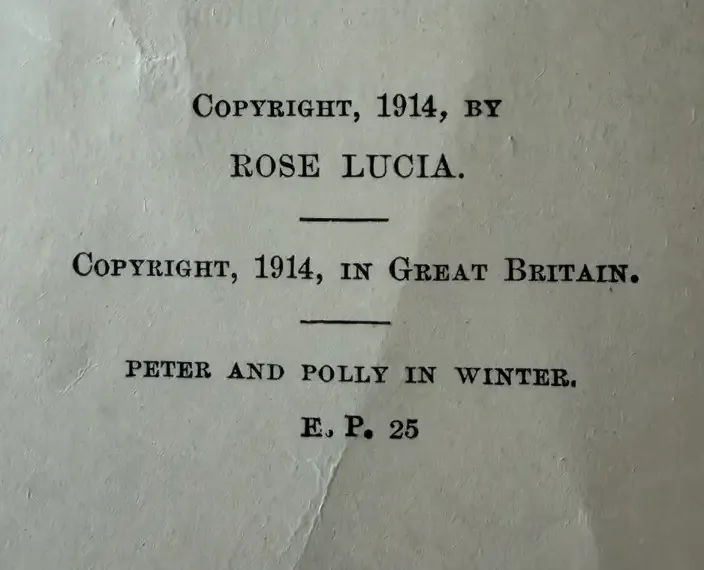 COPYRIGHT, 1914, BY
ROSE LUCIA.
COPYRIGHT, 1914, IN GREAT BRITAIN.
PETER AND POLLY IN WINTER.
E. P. 25